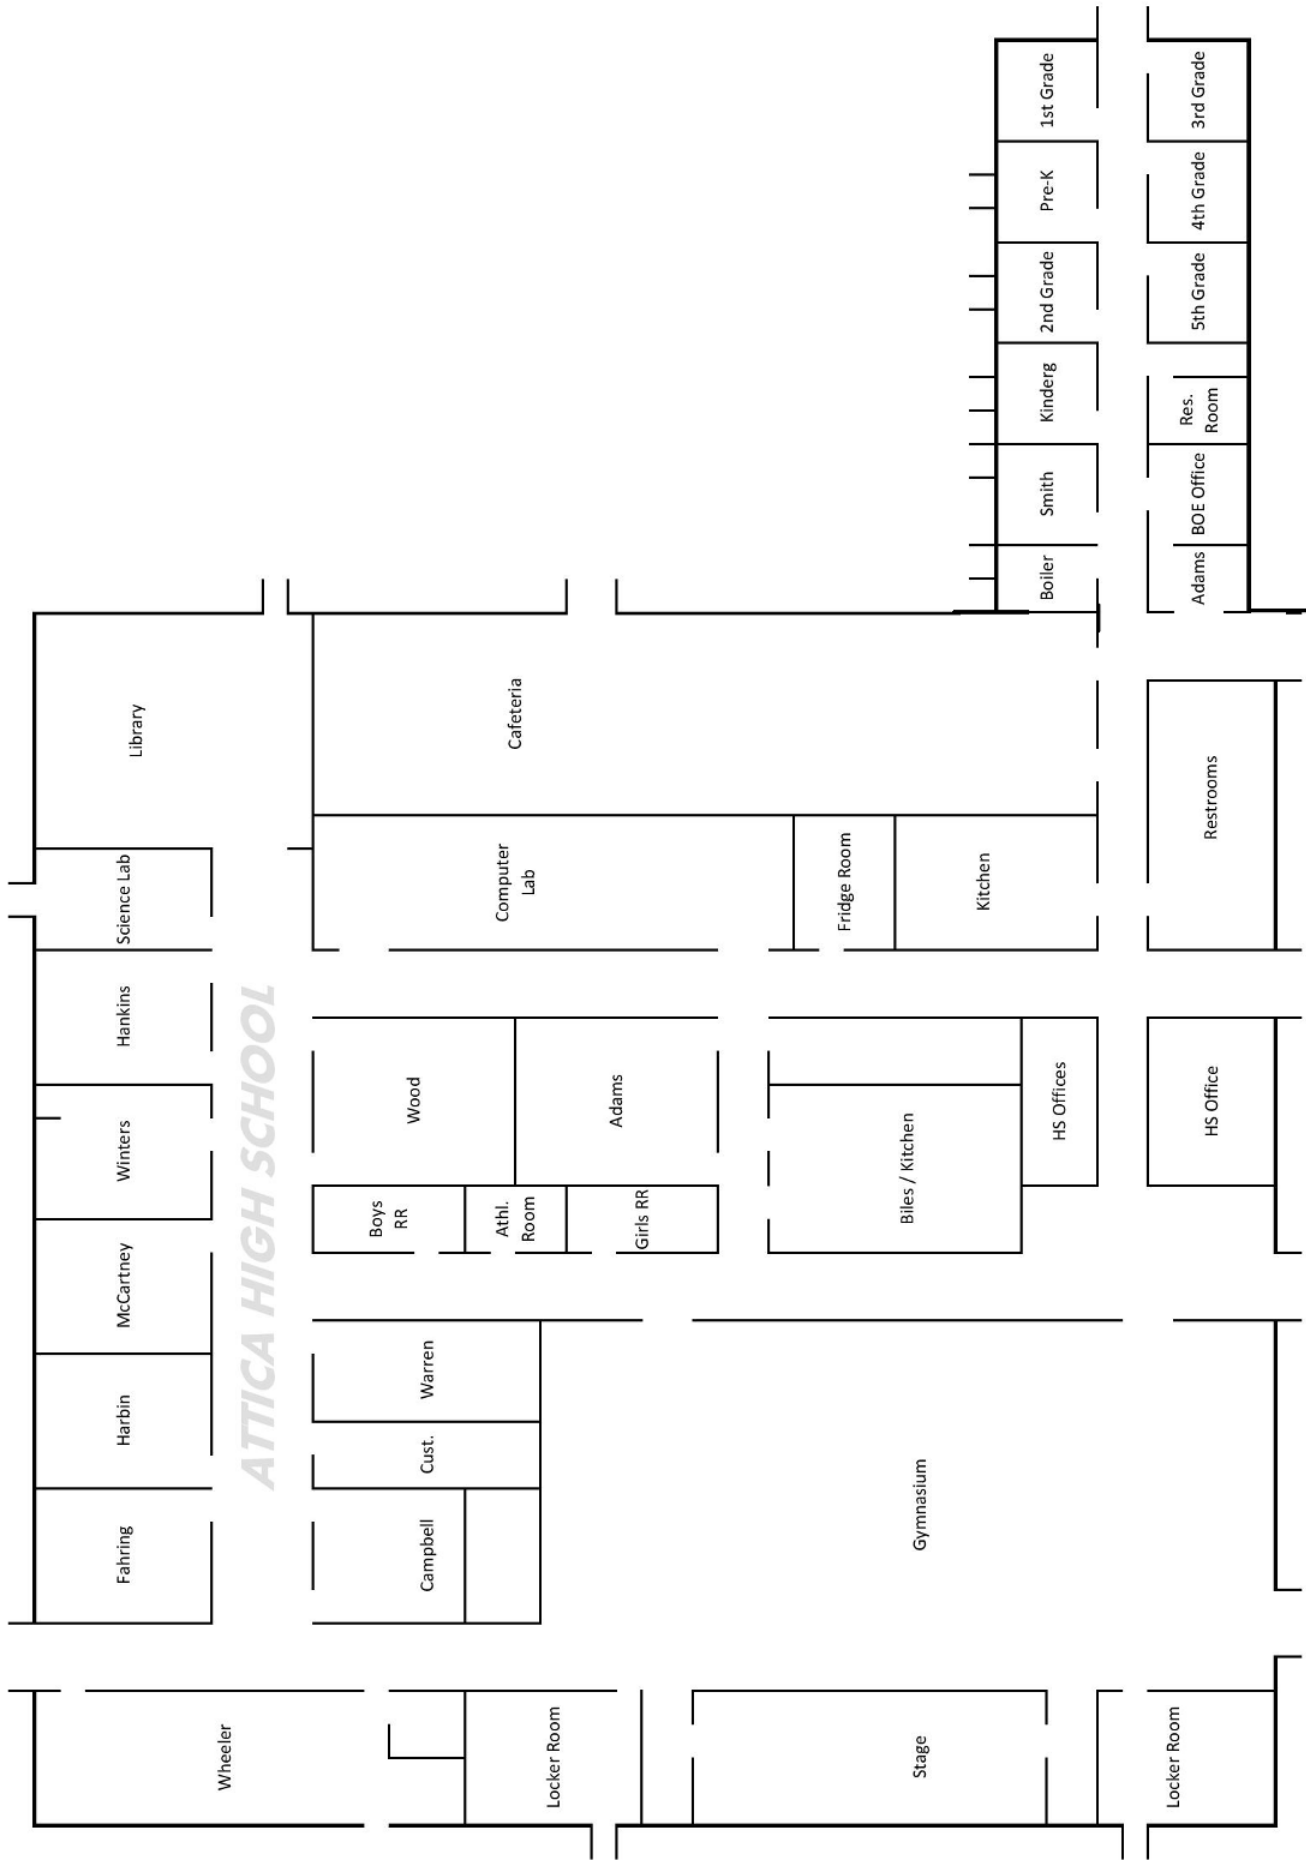 Wheeler
Locker Room
Stage
Locker Room
Fahring
Harbin
McCartney
Winters
Hankins
Science Lab
Library
ATTICA HIGH SCHOOL
Campbell
Cust.
Warren
Gymnasium
Boys
RR
Athl.
Room
Girls RR
Wood
Adams
Biles / Kitchen
HS Offices
HS Office
Computer
Lab
Fridge Room
Kitchen
Cafeteria
Restrooms
Boiler
Smith
Kinderg
2nd Grade
Pre-K
1st Grade
Adams
BOE Office
Res.
Room
5th Grade
4th Grade
3rd Grade